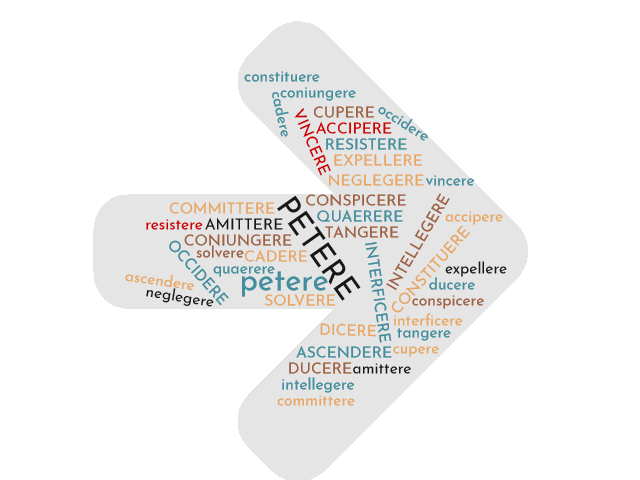 constituere
coniungere
cadere
VINCERE
CUPERE
occidere
ACCIPERE
RESISTERE
EXPELLERE
NEGLEGERE
vincere
CONSPICERE
COMMITTERE
PETERE
QUAERERE
INTELLEGERE
accipere
resistere
AMITTERE
TANGERE
CONIUNGERE
OCCIDERE
solvere
CADERE
INTERFICERE
CONSTITUERE
quaerere
expellere
ascendere
petere
ducere
neglegere
SOLVERE
conspicere
interficere
DICERE
tangere
ASCENDERE
cupere
DUCERE
amittere
intellegere
committere